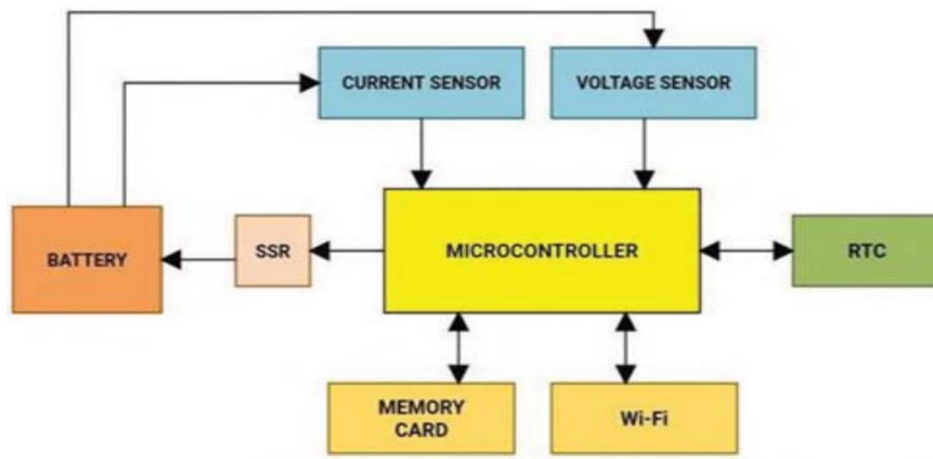 CURRENT SENSOR
VOLTAGE SENSOR
BATTERY
SSR
MICROCONTROLLER
RTC
MEMORY
CARD
Wi-Fi